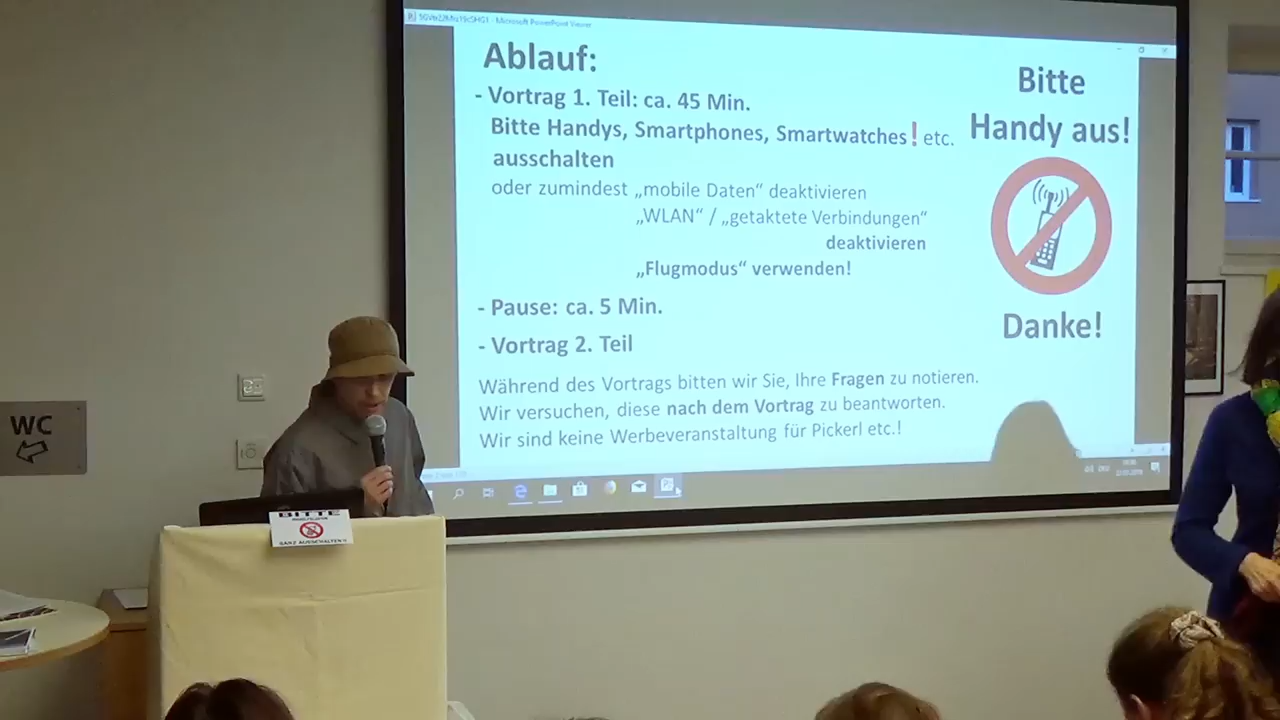 Microsoft PowerPoint Viewer
Ablauf:
- Vortrag 1. Teil: ca. 45 Min.
Bitte Handys, Smartphones, Smartwatches! etc.
ausschalten
oder zumindest „mobile Daten“ deaktivieren
„WLAN“ / „getaktete Verbindungen“
deaktivieren
„Flugmodus“ verwenden!
- Pause: ca. 5 Min.
- Vortrag 2. Teil
Während des Vortrags bitten wir Sie, Ihre Fragen zu notieren.
Wir versuchen, diese nach dem Vortrag zu beantworten.
Wir sind keine Werbeveranstaltung für Pickerl etc.!
Bitte
Handy aus!
Danke!
WC
BITTE
GANZ AUSSCHALTEN!!